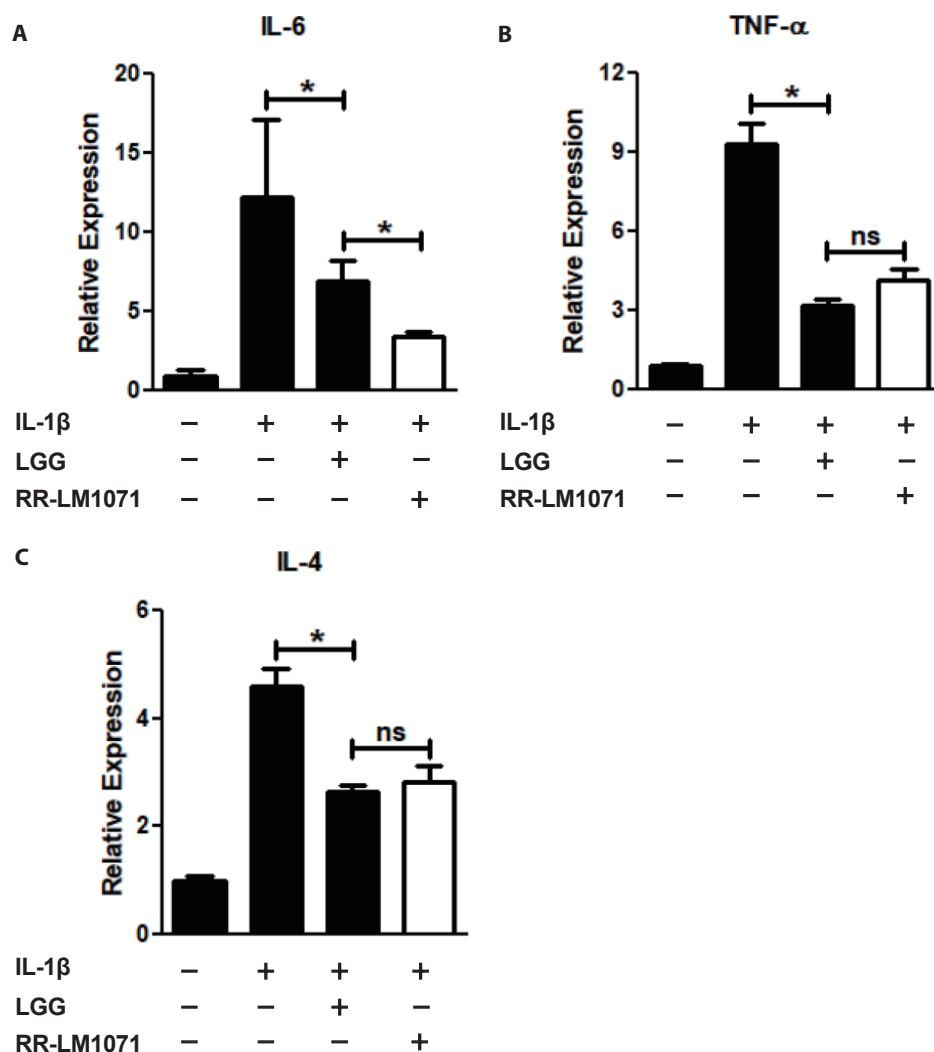 A
IL-6
20
15
10
5
0
Relative Expression
*
*
IL-1β – + + +
LGG – – + –
RR-LM1071 – – – +
B
TNF-α
12
9
6
3
0
Relative Expression
*
ns
IL-1β – + + +
LGG – – + –
RR-LM1071 – – – +
C
IL-4
6
4
2
0
Relative Expression
*
ns
IL-1β – + + +
LGG – – + –
RR-LM1071 – – – +